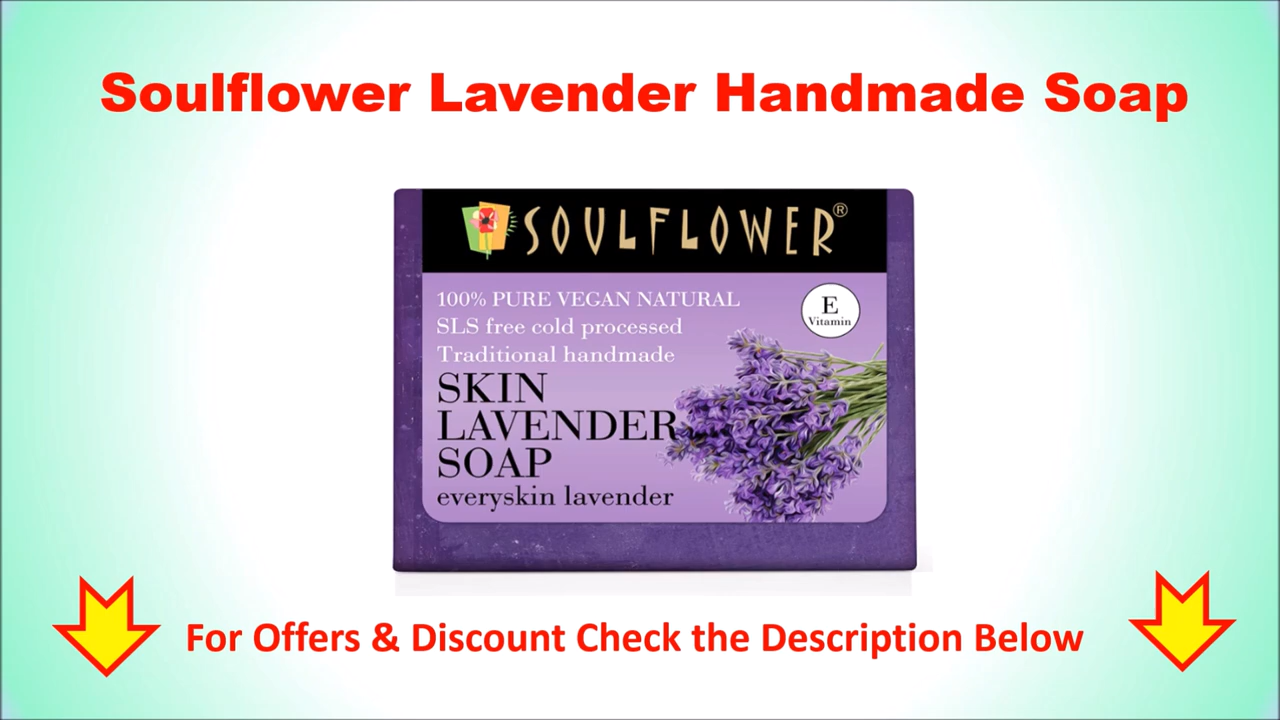 Soulflower Lavender Handmade Soap
SOULFLOWER®
100% PURE VEGAN NATURAL
SLS free cold processed
Traditional handmade
E
Vitamin
SKIN
LAVENDER
SOAP
everyskin lavender
For Offers & Discount Check the Description Below